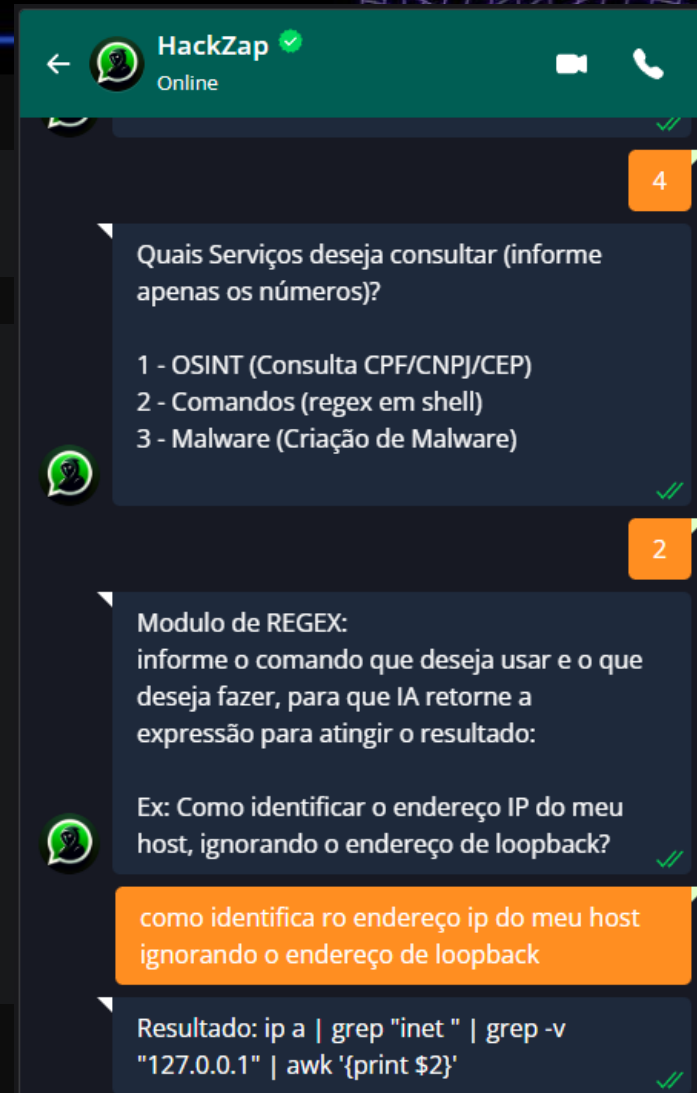 HackZap
Online
4
Quais Serviços deseja consultar (informe
apenas os números)?
1 - OSINT (Consulta CPF/CNPJ/CEP)
2 - Comandos (regex em shell)
3 - Malware (Criação de Malware)
2
Modulo de REGEX:
informe o comando que deseja usar e o que
deseja fazer, para que IA retorne a
expressão para atingir o resultado:
Ex: Como identificar o endereço IP do meu
host, ignorando o endereço de loopback?
como identifica ro endereço ip do meu host
ignorando o endereço de loopback
Resultado: ip a | grep "inet " | grep -v
"127.0.0.1" | awk '{print $2}'